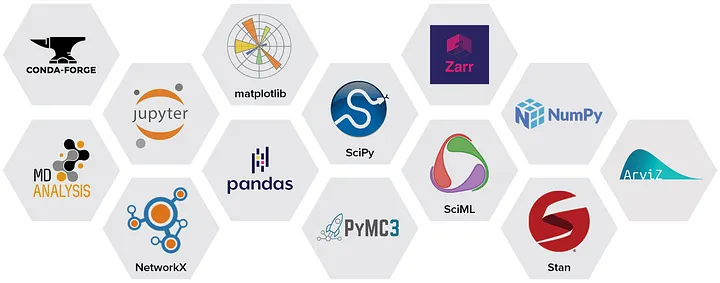 CONDA-FORGE
jupyter
matplotlib
SciPy
Zarr
NumPy
MD
ANALYSIS
NetworkX
pandas
PyMC3
SciML
Stan
ArviZ